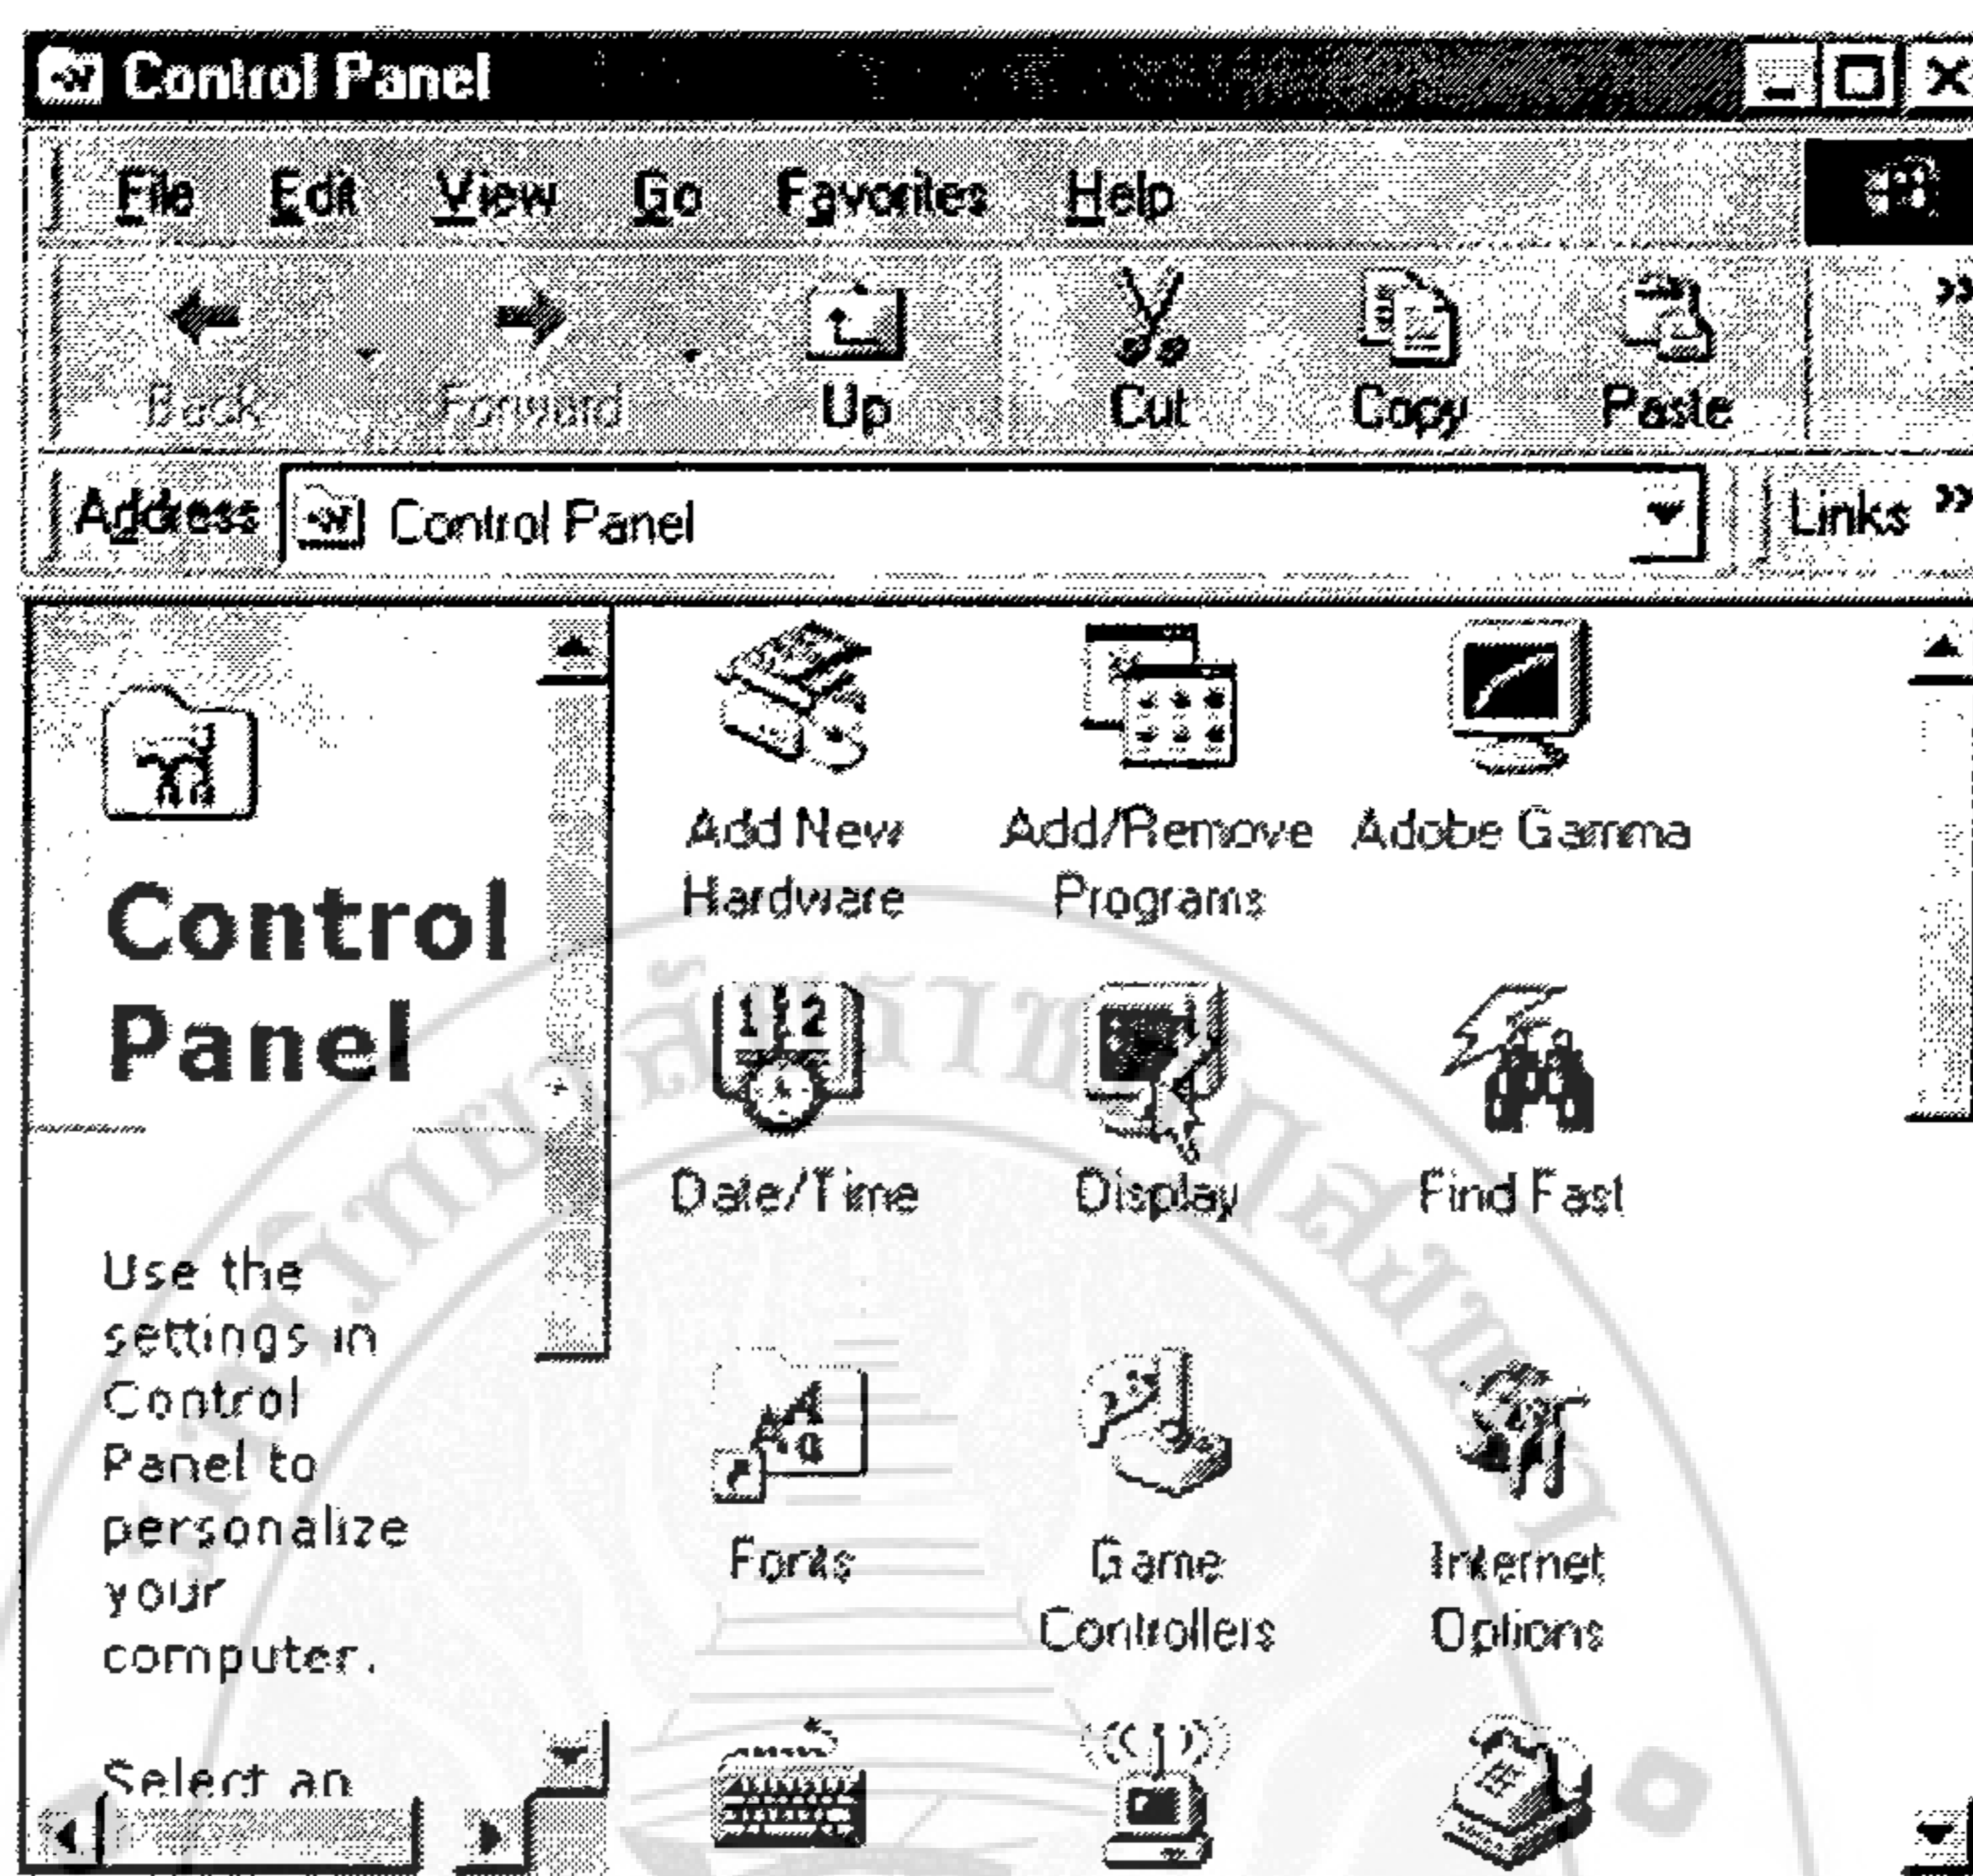 Control Panel
File Edit View Go Favorites Help
Back Forward Up Cut Copy Paste »
Address Control Panel Links »
Control
Panel
Use the
settings in
Control
Panel to
personalize
your
computer.
Select an
Add New
Hardware
Add/Remove
Programs
Adobe Gamma
Date/Time
Display
Find Fast
Fonts
Game
Controllers
Internet
Options